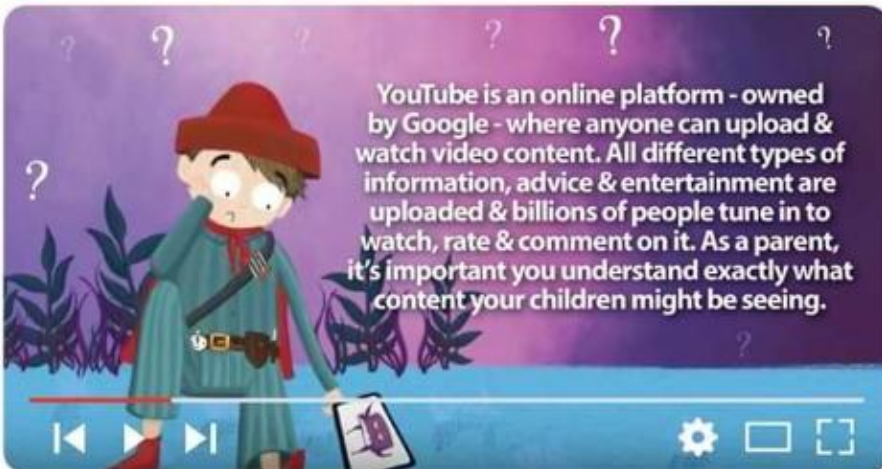 YouTube is an online platform - owned
by Google - where anyone can upload &
watch video content. All different types of
information, advice & entertainment are
uploaded & billions of people tune in to
watch, rate & comment on it. As a parent,
it's important you understand exactly what
content your children might be seeing.